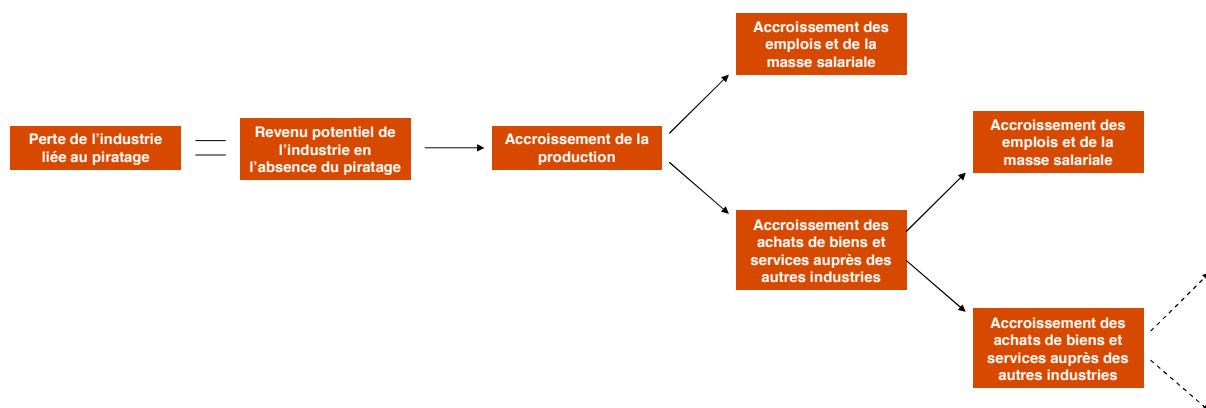 Perte de l'industrie
liée au piratage
Revenu potentiel de
l'industrie en
l'absence du piratage
Accroissement de la
production
Accroissement des
emplois et de la
masse salariale
Accroissement des
achats de biens et
services auprès des
autres industries
Accroissement des
emplois et de la
masse salariale
Accroissement des
achats de biens et
services auprès des
autres industries